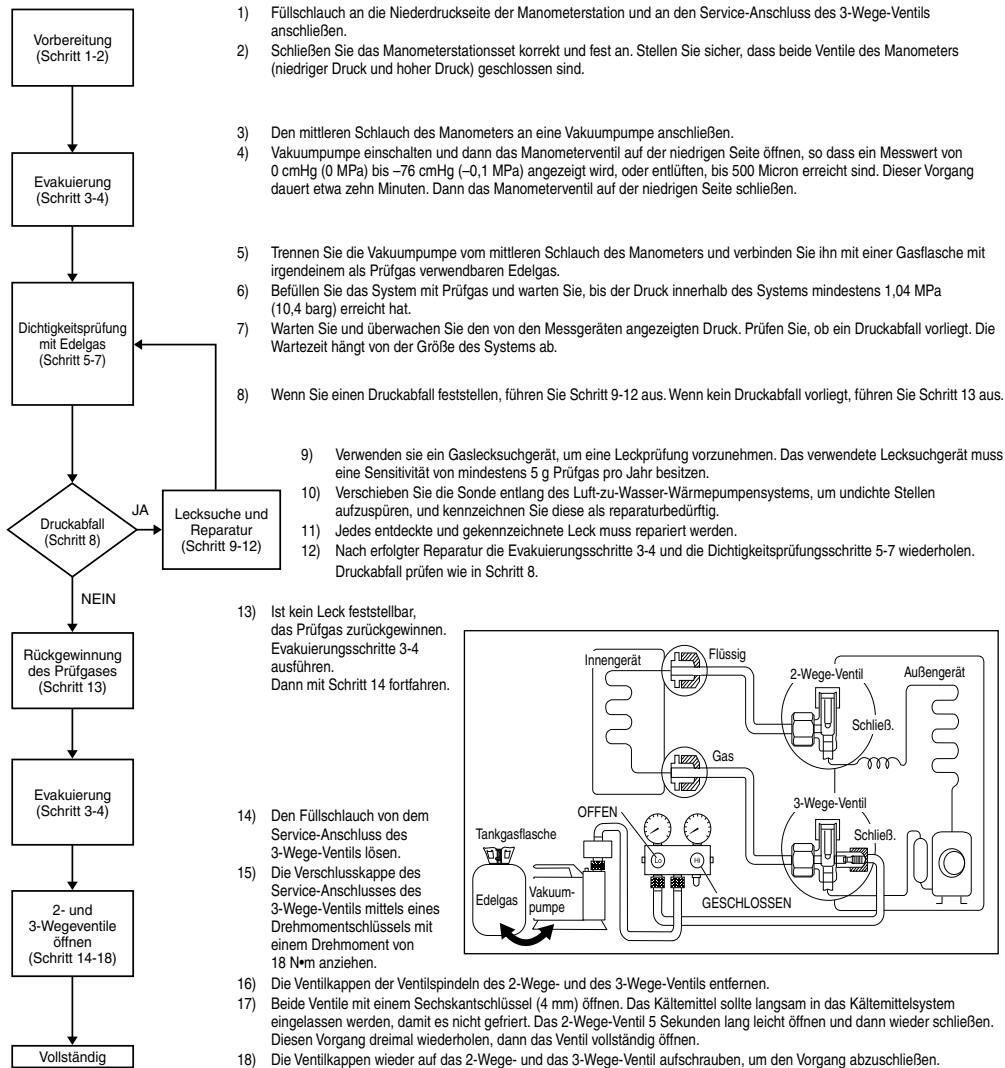 Vorbereitung
(Schritt 1-2)
1) Füllschlauch an die Niederdruckseite der Manometerstation und an den Service-Anschluss des 3-Wege-Ventils
anschließen.
2) Schließen Sie das Manometerstationsset korrekt und fest an. Stellen Sie sicher, dass beide Ventile des Manometers
(niedriger Druck und hoher Druck) geschlossen sind.
Evakuierung
(Schritt 3-4)
3) Den mittleren Schlauch des Manometers an eine Vakuumpumpe anschließen.
4) Vakuumpumpe einschalten und dann das Manometerventil auf der niedrigen Seite öffnen, so dass ein Messwert von
0 cmHg (0 MPa) bis –76 cmHg (–0,1 MPa) angezeigt wird, oder entlüften, bis 500 Micron erreicht sind. Dieser Vorgang
dauert etwa zehn Minuten. Dann das Manometerventil auf der niedrigen Seite schließen.
Dichtigkeitsprüfung
mit Edelgas
(Schritt 5-7)
5) Trennen Sie die Vakuumpumpe vom mittleren Schlauch des Manometers und verbinden Sie ihn mit einer Gasflasche mit
irgendeinem als Prüfgas verwendbaren Edelgas.
6) Befüllen Sie das System mit Prüfgas und warten Sie, bis der Druck innerhalb des Systems mindestens 1,04 MPa
(10,4 barg) erreicht hat.
7) Warten Sie und überwachen Sie den von den Messgeräten angezeigten Druck. Prüfen Sie, ob ein Druckabfall vorliegt. Die
Wartezeit hängt von der Größe des Systems ab.
8) Wenn Sie einen Druckabfall feststellen, führen Sie Schritt 9-12 aus. Wenn kein Druckabfall vorliegt, führen Sie Schritt 13 aus.
Druckabfall
(Schritt 8)
JA
NEIN
Lecksuche und
Reparatur
(Schritt 9-12)
9) Verwenden sie ein Gaslecksuchgerät, um eine Leckprüfung vorzunehmen. Das verwendete Lecksuchgerät muss
eine Sensitivität von mindestens 5 g Prüfgas pro Jahr besitzen.
10) Verschieben Sie die Sonde entlang des Luft-zu-Wasser-Wärmepumpensystems, um undichte Stellen
aufzuspüren, und kennzeichnen Sie diese als reparaturbedürftig.
11) Jedes entdeckte und gekennzeichnete Leck muss repariert werden.
12) Nach erfolgter Reparatur die Evakuierungsschritte 3-4 und die Dichtigkeitsprüfungsschritte 5-7 wiederholen.
Druckabfall prüfen wie in Schritt 8.
Rückgewinnung
des Prüfgases
(Schritt 13)
13) Ist kein Leck feststellbar,
das Prüfgas zurückgewinnen.
Evakuierungsschritte 3-4
ausführen.
Dann mit Schritt 14 fortfahren.
Evakuierung
(Schritt 3-4)
2- und
3-Wegeventile
öffnen
(Schritt 14-18)
14) Den Füllschlauch von dem
Service-Anschluss des
3-Wege-Ventils lösen.
15) Die Verschlusskappe des
Service-Anschlusses des
3-Wege-Ventils mittels eines
Drehmomentschlüssels mit
einem Drehmoment von
18 N•m anziehen.
Innengerät
Flüssig
2-Wege-Ventil
Außengerät
Schließ.
Gas
3-Wege-Ventil
Schließ.
OFFEN
Tankgasflasche
Lo
Hi
GESCHLOSSEN
Edelgas
Vakuum-
pumpe
16) Die Ventilkappen der Ventilspindeln des 2-Wege- und des 3-Wege-Ventils entfernen.
17) Beide Ventile mit einem Sechskantschlüssel (4 mm) öffnen. Das Kältemittel sollte langsam in das Kältemittelsystem
eingelassen werden, damit es nicht gefriert. Das 2-Wege-Ventil 5 Sekunden lang leicht öffnen und dann wieder schließen.
Diesen Vorgang dreimal wiederholen, dann das Ventil vollständig öffnen.
18) Die Ventilkappen wieder auf das 2-Wege- und das 3-Wege-Ventil aufschrauben, um den Vorgang abzuschließen.
Vollständig